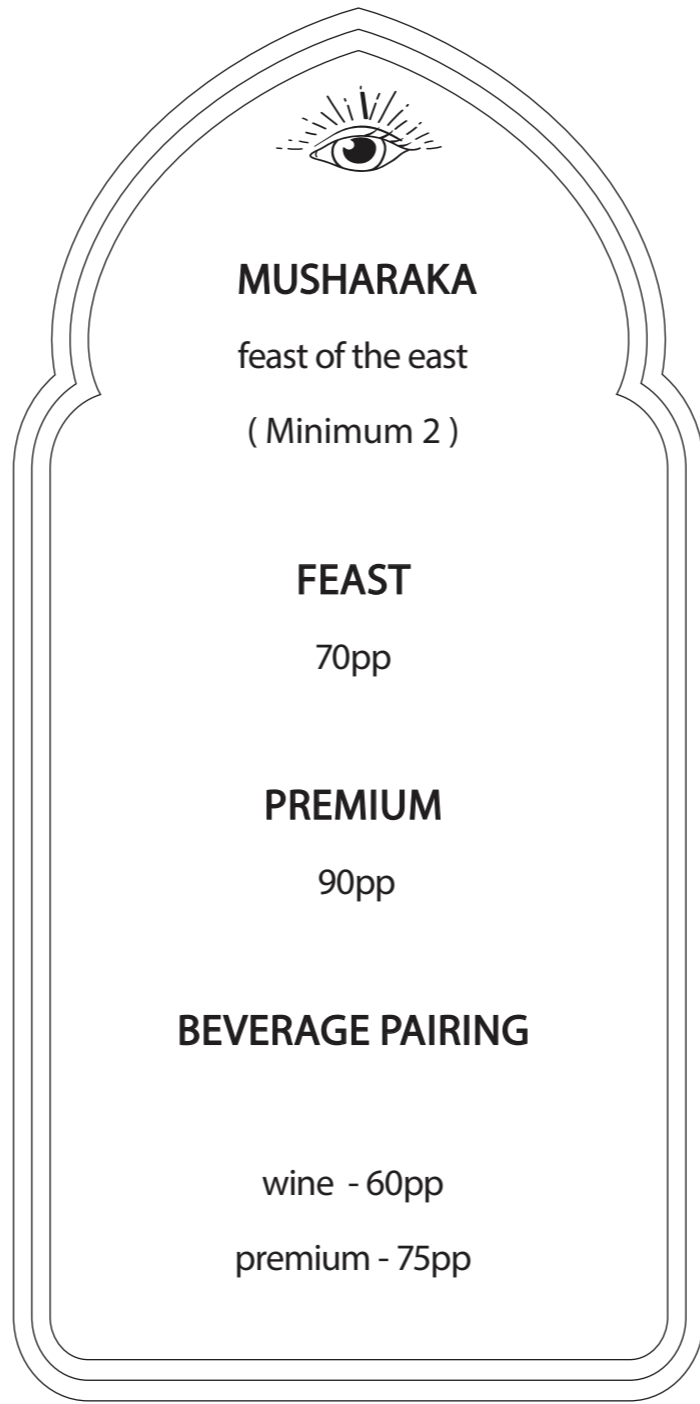 MUSHARAKA
feast of the east
( Minimum 2 )
FEAST
70pp
PREMIUM
90pp
BEVERAGE PAIRING
wine - 60pp
premium - 75pp